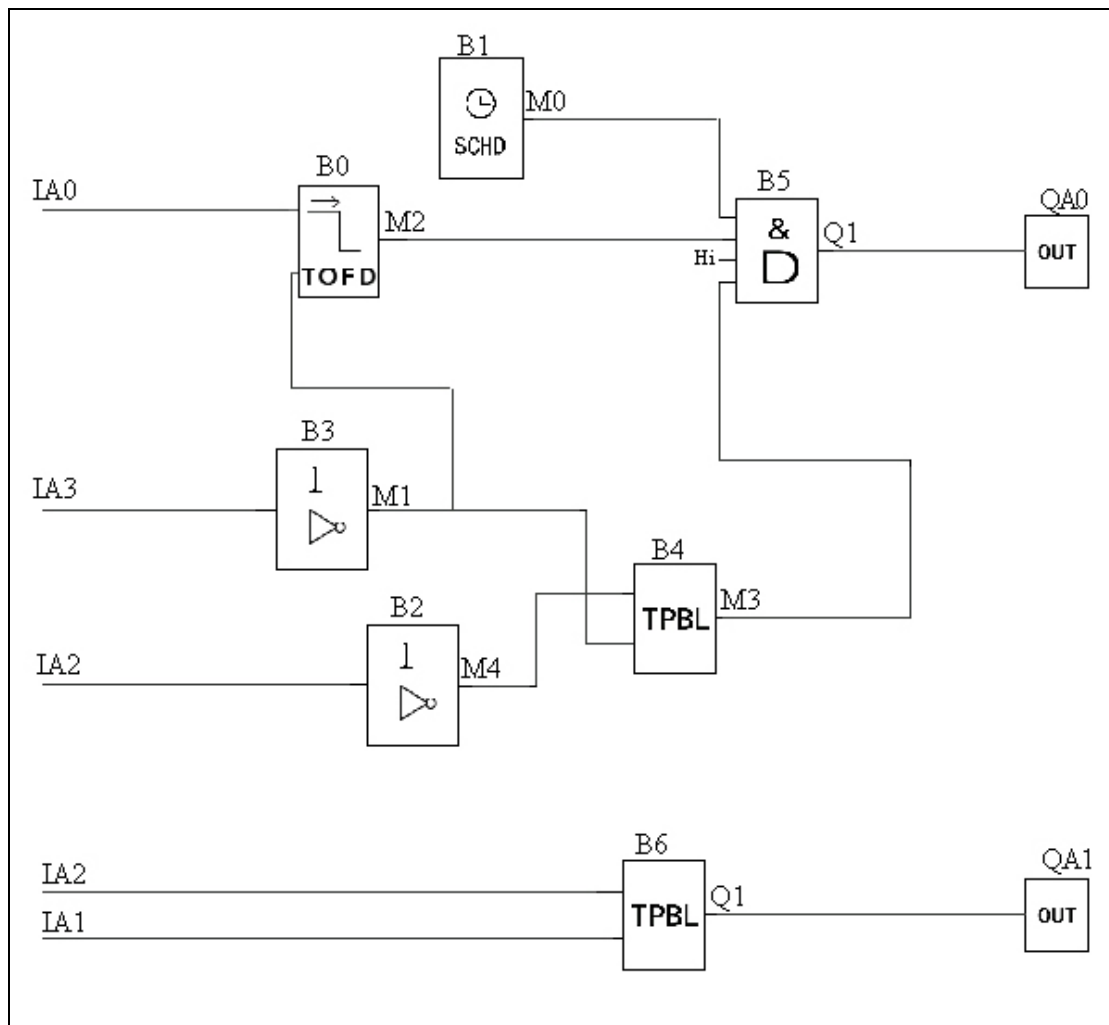 B1
M0
SCHD
B0
IA0
M2
TOFD
B5
&
Hi
Q1
QA0
OUT
B3
1
IA3
M1
B4
TPBL
M3
B2
1
IA2
M4
B6
IA2
IA1
TPBL
Q1
QA1
OUT